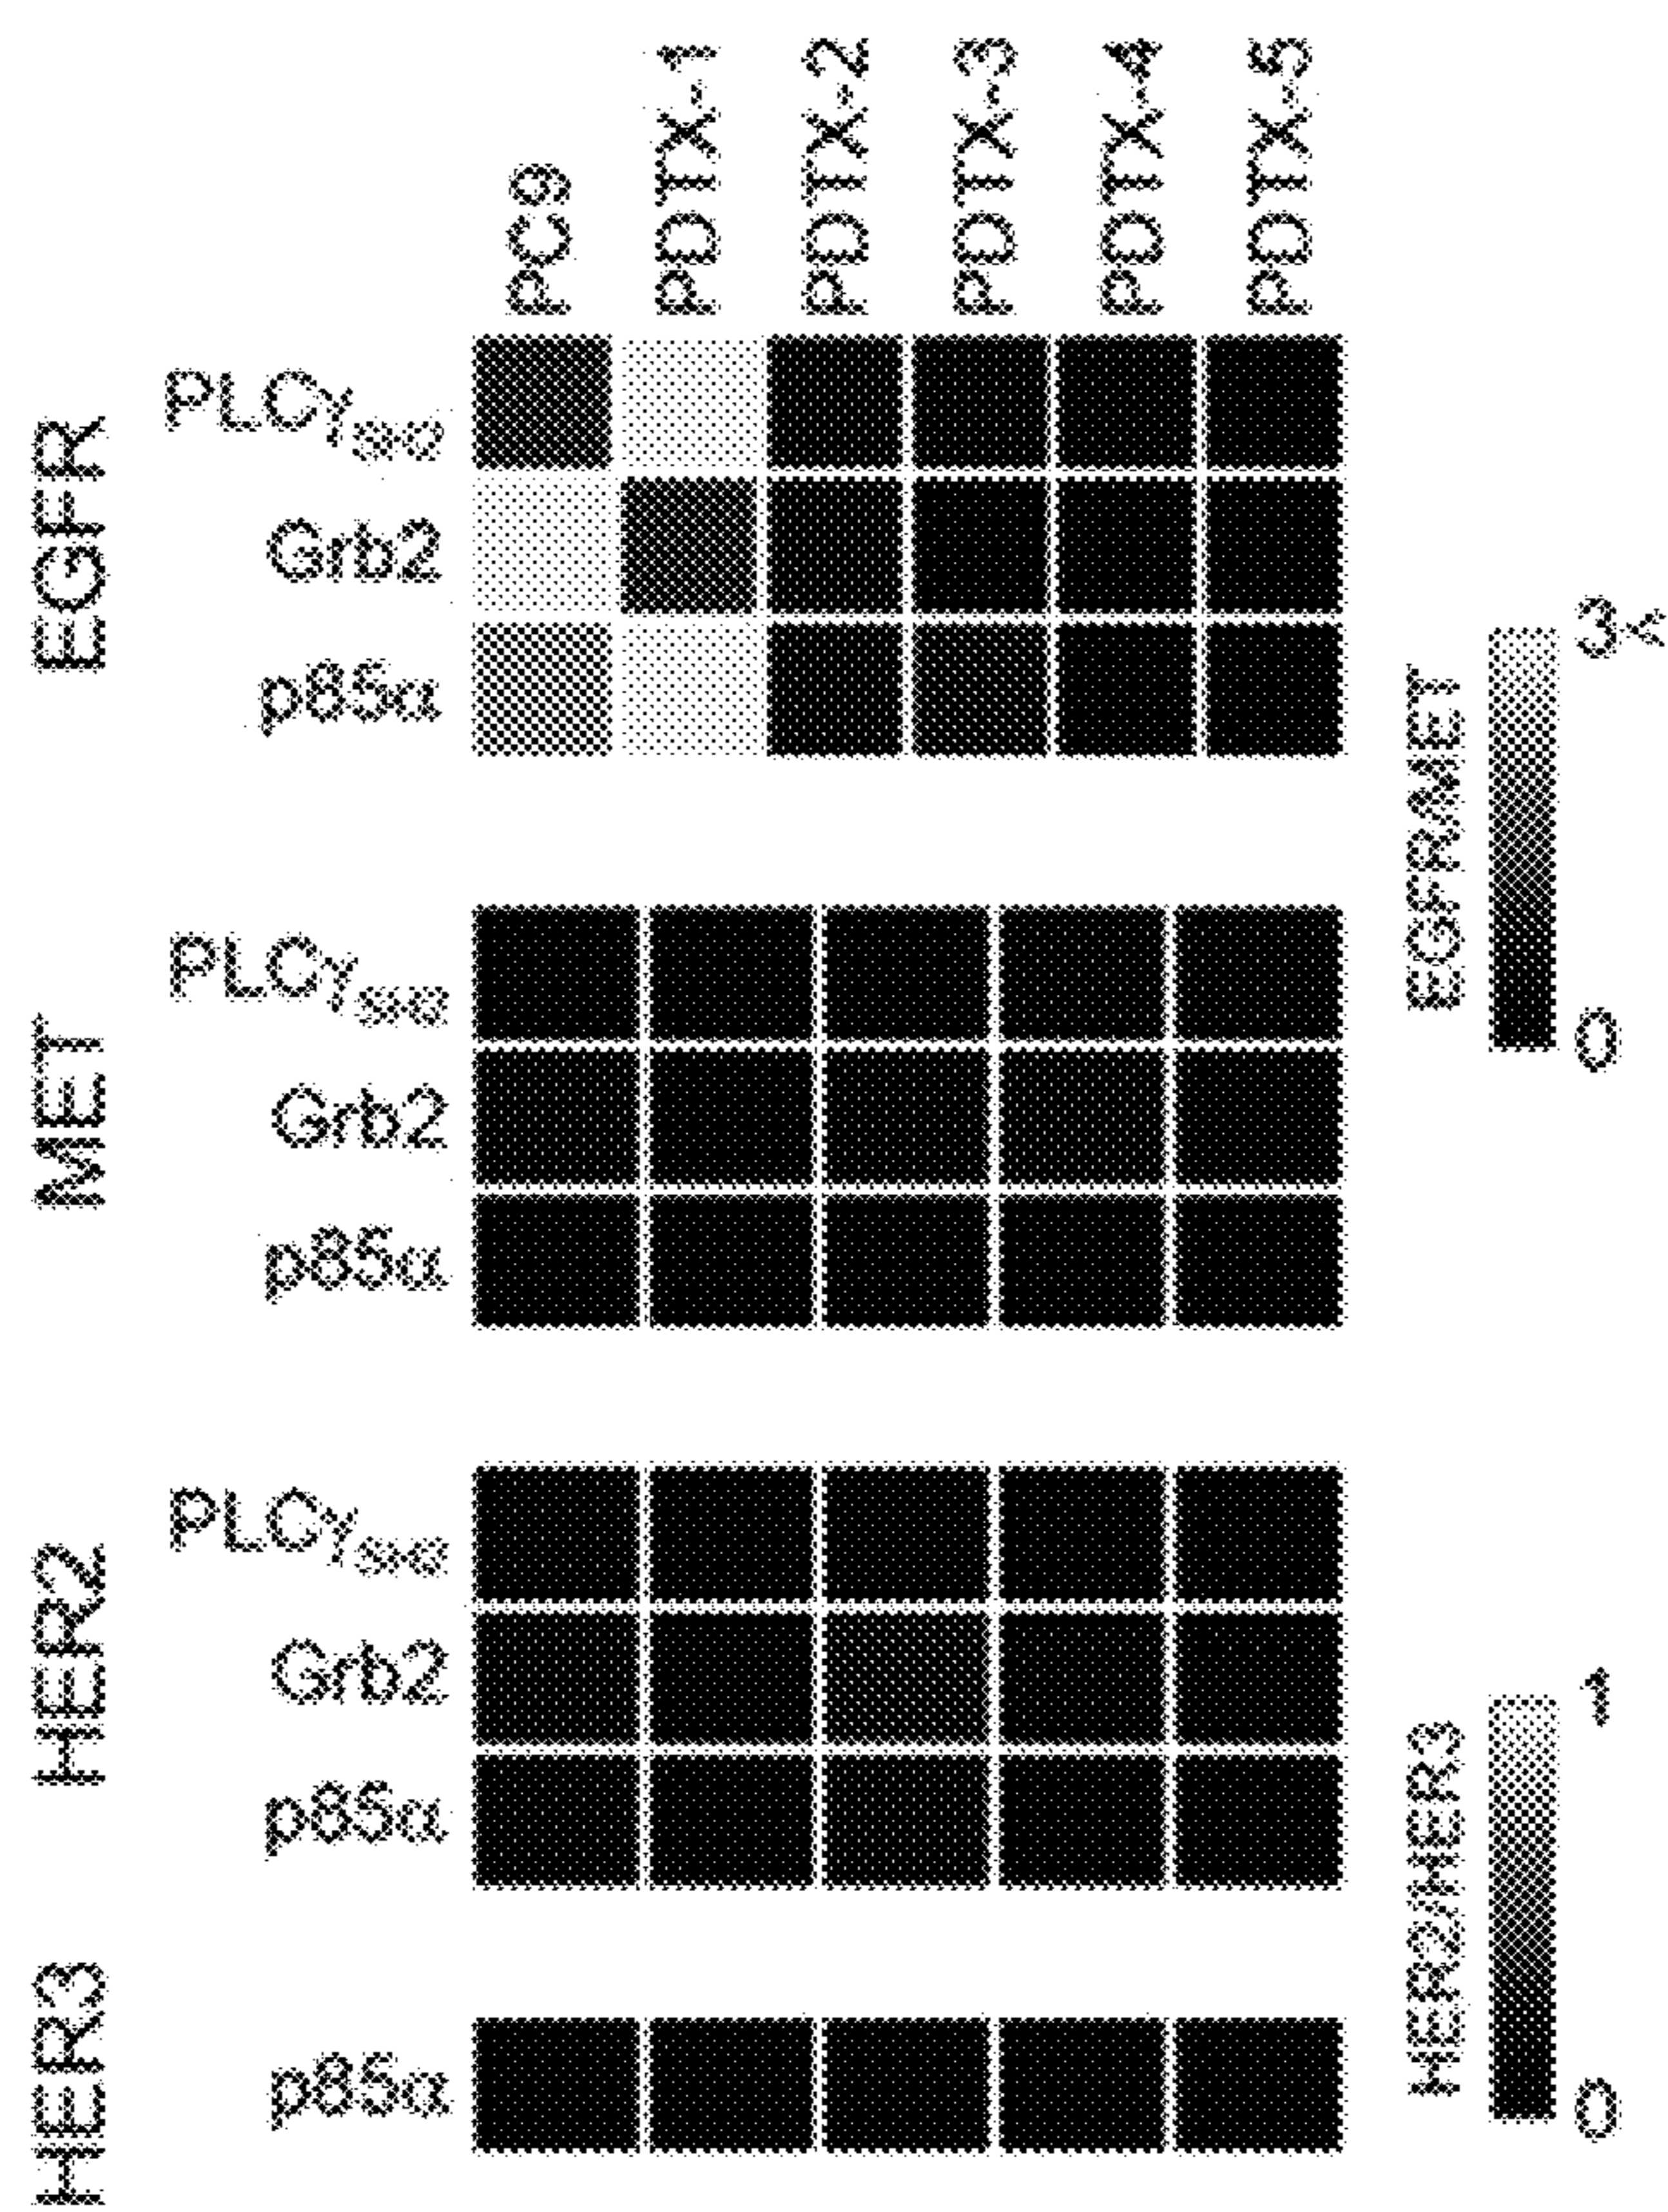 PC9
PDTX-1
PDTX-2
PDTX-3
PDTX-4
PDTX-5
EGFR
PLCγ
Grb2
p85α
MET
PLCγ
Grb2
p85α
HER2
PLCγ
Grb2
p85α
HER3
p85α
EGFR/MET
3<
0
HER2/HER3
1
0